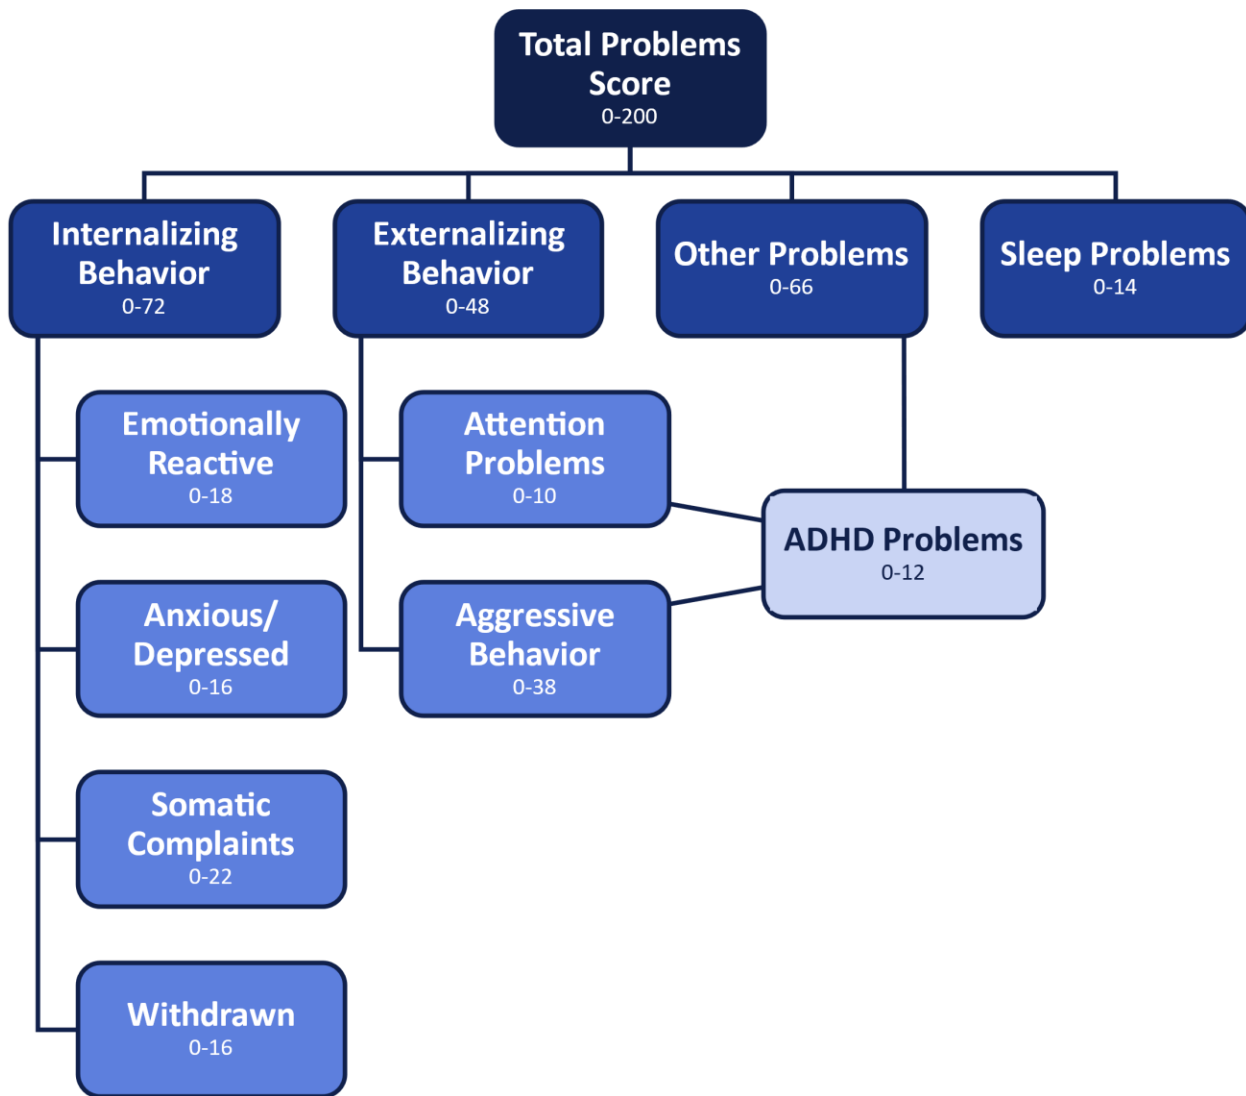 Total Problems
Score
0-200
Internalizing
Behavior
0-72
Externalizing
Behavior
0-48
Other Problems
0-66
Sleep Problems
0-14
Emotionally
Reactive
0-18
Attention
Problems
0-10
ADHD Problems
0-12
Anxious/
Depressed
0-16
Aggressive
Behavior
0-38
Somatic
Complaints
0-22
Withdrawn
0-16